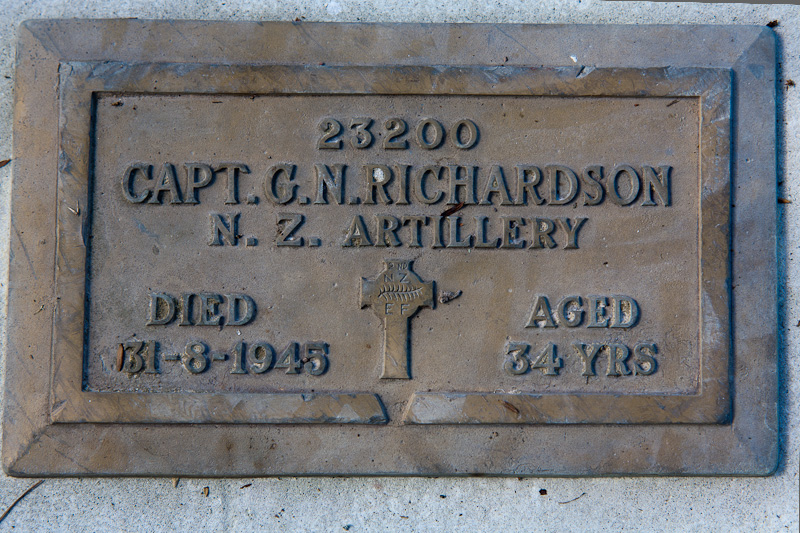 23200
CAPT. G. N. RICHARDSON
N. Z. ARTILLERY
N Z
E F
DIED
AGED
31-8-1945
34 YRS